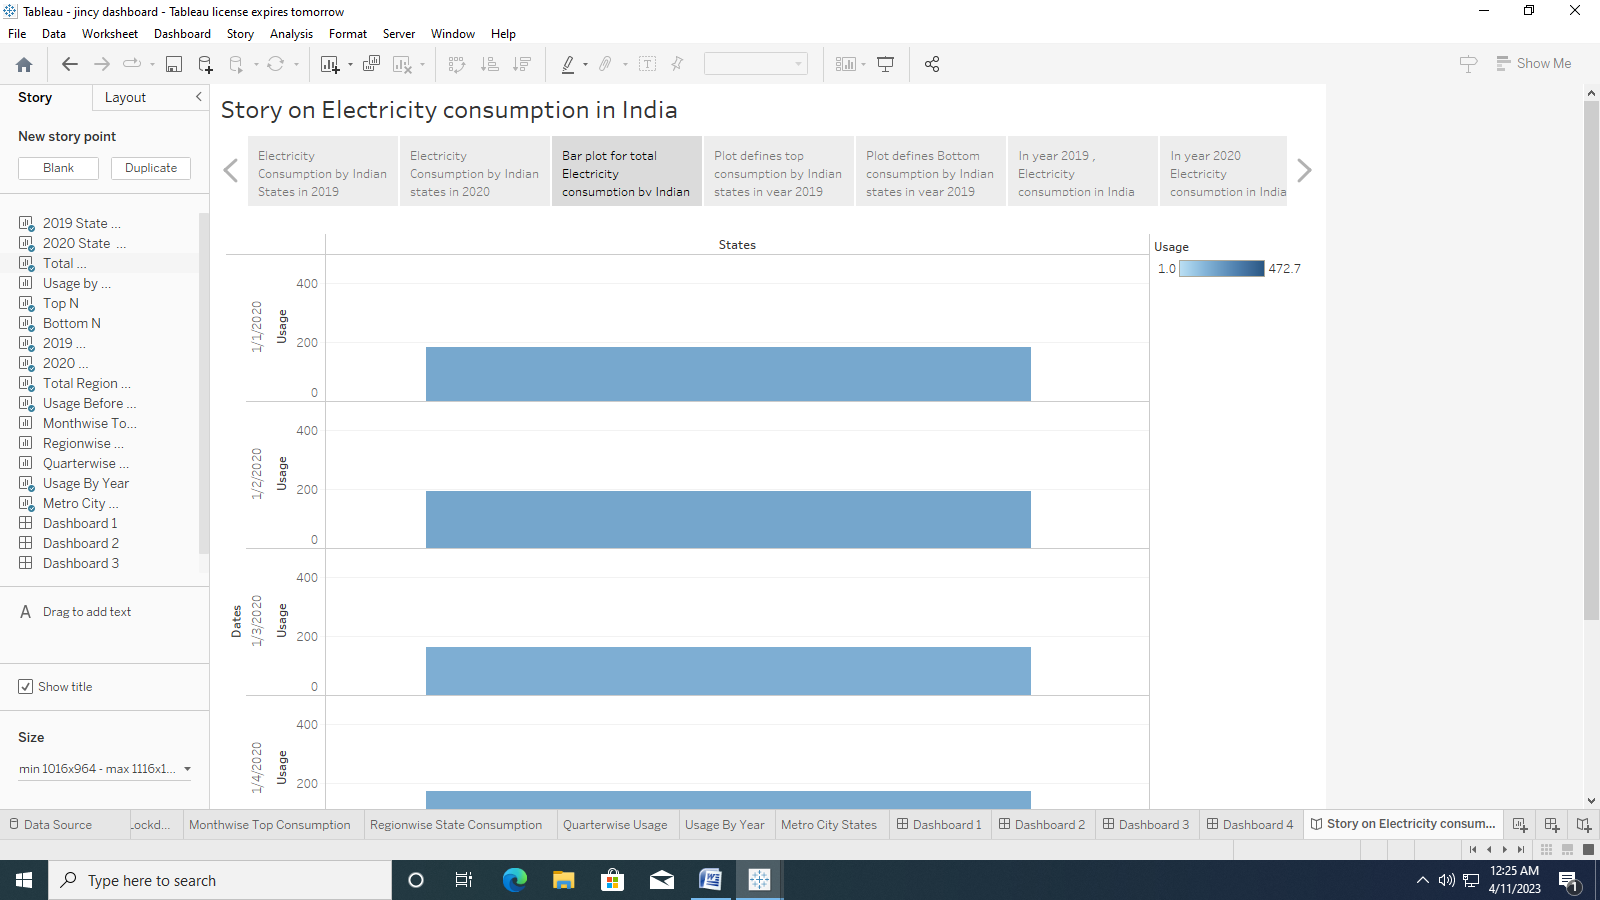 Tableau - jincy dashboard - Tableau license expires tomorrow
File Data Worksheet Dashboard Story Analysis Format Server Window Help
Show Me
Story Layout
New story point
Blank Duplicate
2019 State ...
2020 State ...
Total ...
Usage by ...
Top N
Bottom N
2019 ...
2020 ...
Total Region ...
Usage Before ...
Monthwise To...
Regionwise ...
Quarterwise ...
Usage By Year
Metro City ...
Dashboard 1
Dashboard 2
Dashboard 3
A Drag to add text
Show title
Size
min 1016x964 - max 1116x1...
Story on Electricity consumption in India
Electricity
Consumption by Indian
States in 2019
Electricity
Consumption by Indian
states in 2020
Bar plot for total
Electricity
consumption by Indian
Plot defines top
consumption by Indian
states in year 2019
Plot defines Bottom
consumption by Indian
states in year 2019
In year 2019 ,
Electricity
consumption in India
In year 2020
Electricity
consumption in India
States
Dates
1/1/2020
Usage
400
200
0
1/2/2020
Usage
400
200
0
1/3/2020
Usage
400
200
0
1/4/2020
Usage
400
200
Usage
1.0 472.7
Data Source Lockd... Monthwise Top Consumption Regionwise State Consumption Quarterwise Usage Usage By Year Metro City States Dashboard 1 Dashboard 2 Dashboard 3 Dashboard 4 Story on Electricity consum...
Type here to search
12:25 AM
4/11/2023
1